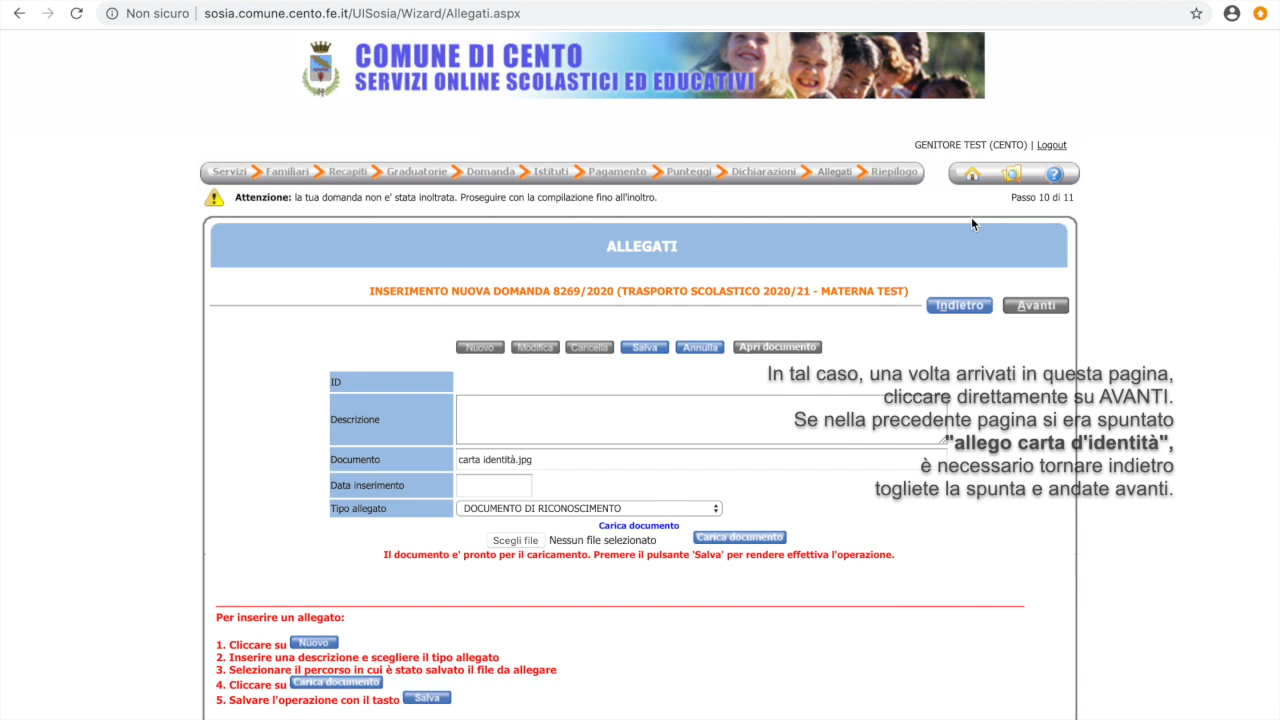 Non sicuro | sosia.comune.cento.fe.it/UISosia/Wizard/Allegati.aspx
COMUNE DI CENTO
SERVIZI ONLINE SCOLASTICI ED EDUCATIVI
GENITORE TEST (CENTO) | Logout
Servizi Familiari Recapiti Graduatorie Domanda Istituti Pagamento Punteggi Dichiarazioni Allegati Riepilogo
Attenzione: la tua domanda non e' stata inoltrata. Proseguire con la compilazione fino all'inoltro.
Passo 10 di 11
ALLEGATI
INSERIMENTO NUOVA DOMANDA 8269/2020 (TRASPORTO SCOLASTICO 2020/21 - MATERNA TEST)
Indietro Avanti
Nuovo Modifica Cancella Salva Annulla Apri documento
In tal caso, una volta arrivati in questa pagina,
cliccare direttamente su AVANTI.
Se nella precedente pagina si era spuntato
"allego carta d'identità",
è necessario tornare indietro
togliete la spunta e andate avanti.
ID
Descrizione
Documento carta identità.jpg
Data inserimento
Tipo allegato DOCUMENTO DI RICONOSCIMENTO
Carica documento
Scegli file Nessun file selezionato Carica documento
Il documento e' pronto per il caricamento. Premere il pulsante 'Salva' per rendere effettiva l'operazione.
Per inserire un allegato:
1. Cliccare su Nuovo
2. Inserire una descrizione e scegliere il tipo allegato
3. Selezionare il percorso in cui è stato salvato il file da allegare
4. Cliccare su Carica documento
5. Salvare l'operazione con il tasto Salva